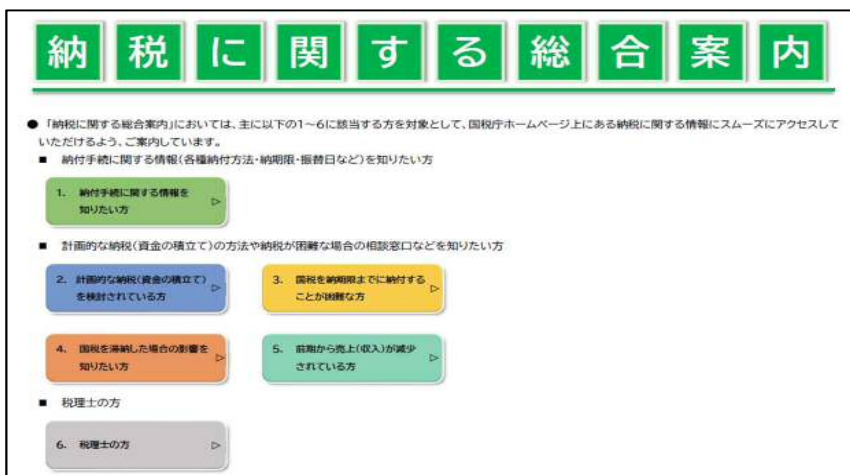 納税に関する総合案内
● 「納税に関する総合案内」においては、主に以下の1～6に該当する方を対象として、国税庁ホームページ上にある納税に関する情報にスムーズにアクセスして
いただけるよう、ご案内しています。
■ 納付手続に関する情報(各種納付方法・納期限・振替日など)を知りたい方
1. 納付手続に関する情報を
知りたい方 ▷
■ 計画的な納税(資金の積立て)の方法や納税が困難な場合の相談窓口などを知りたい方
2. 計画的な納税(資金の積立て)
を検討されている方 ▷
3. 国税を納期限までに納付する
ことが困難な方 ▷
4. 国税を滞納した場合の影響を
知りたい方 ▷
5. 前期から売上(収入)が減少
されている方 ▷
■ 税理士の方
6. 税理士の方 ▷